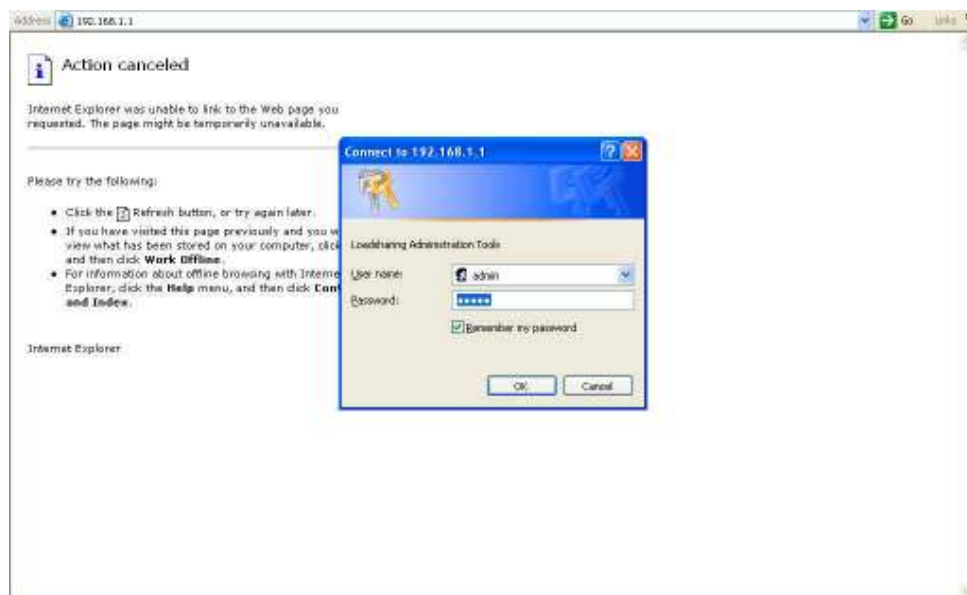 Address 192.168.1.1 Go Links
Action canceled
Internet Explorer was unable to link to the Web page you
requested. The page might be temporarily unavailable.
Please try the following:
Click the Refresh button, or try again later.
If you have visited this page previously and you w
view what has been stored on your computer, click
and then click Work Offline.
For information about offline browsing with Interne
Explorer, click the Help menu, and then click Cont
and Index.
Internet Explorer
Connect to 192.168.1.1
Loadsharing Administration Tools
User name: admin
Password: •••••
Remember my password
OK Cancel